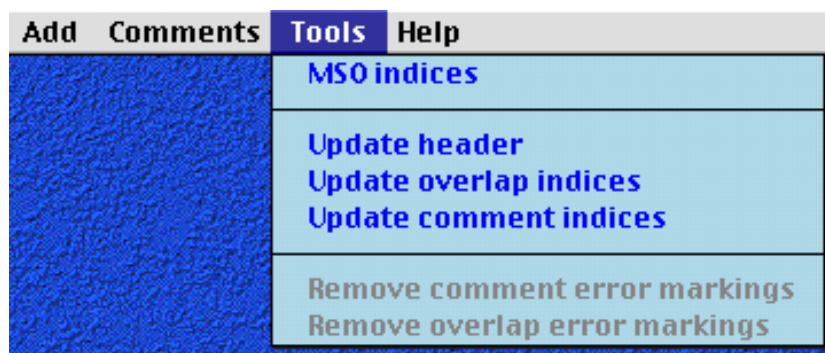 Add Comments Tools Help
MSO indices
Update header
Update overlap indices
Update comment indices
Remove comment error markings
Remove overlap error markings